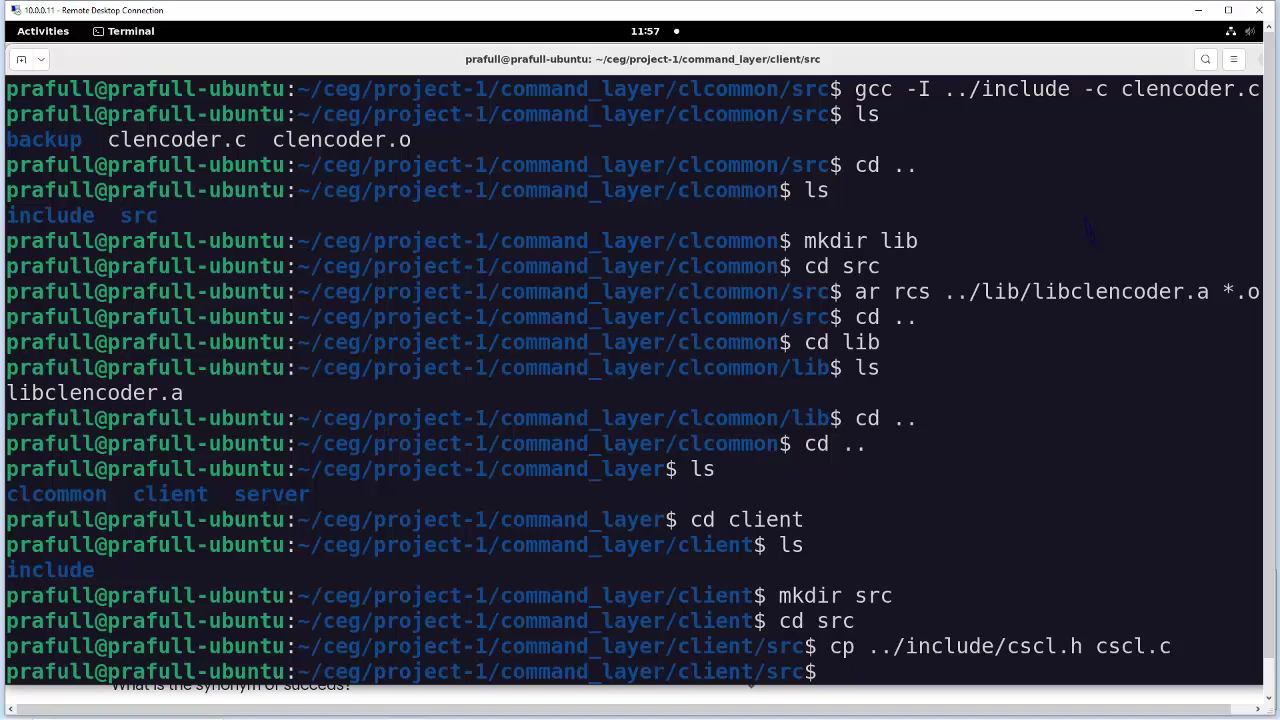 10.0.0.11 - Remote Desktop Connection
Activities Terminal 11:57
prafull@prafull-ubuntu: ~/ceg/project-1/command_layer/client/src
prafull@prafull-ubuntu:~/ceg/project-1/command_layer/clcommon/src$ gcc -I ../include -c clencoder.c
prafull@prafull-ubuntu:~/ceg/project-1/command_layer/clcommon/src$ ls
backup clencoder.c clencoder.o
prafull@prafull-ubuntu:~/ceg/project-1/command_layer/clcommon/src$ cd ..
prafull@prafull-ubuntu:~/ceg/project-1/command_layer/clcommon$ ls
include src
prafull@prafull-ubuntu:~/ceg/project-1/command_layer/clcommon$ mkdir lib
prafull@prafull-ubuntu:~/ceg/project-1/command_layer/clcommon$ cd src
prafull@prafull-ubuntu:~/ceg/project-1/command_layer/clcommon/src$ ar rcs ../lib/libclencoder.a *.o
prafull@prafull-ubuntu:~/ceg/project-1/command_layer/clcommon/src$ cd ..
prafull@prafull-ubuntu:~/ceg/project-1/command_layer/clcommon$ cd lib
prafull@prafull-ubuntu:~/ceg/project-1/command_layer/clcommon/lib$ ls
libclencoder.a
prafull@prafull-ubuntu:~/ceg/project-1/command_layer/clcommon/lib$ cd ..
prafull@prafull-ubuntu:~/ceg/project-1/command_layer/clcommon$ cd ..
prafull@prafull-ubuntu:~/ceg/project-1/command_layer$ ls
clcommon client server
prafull@prafull-ubuntu:~/ceg/project-1/command_layer$ cd client
prafull@prafull-ubuntu:~/ceg/project-1/command_layer/client$ ls
include
prafull@prafull-ubuntu:~/ceg/project-1/command_layer/client$ mkdir src
prafull@prafull-ubuntu:~/ceg/project-1/command_layer/client$ cd src
prafull@prafull-ubuntu:~/ceg/project-1/command_layer/client/src$ cp ../include/cscl.h cscl.c
prafull@prafull-ubuntu:~/ceg/project-1/command_layer/client/src$
What is the synonym of succeds?